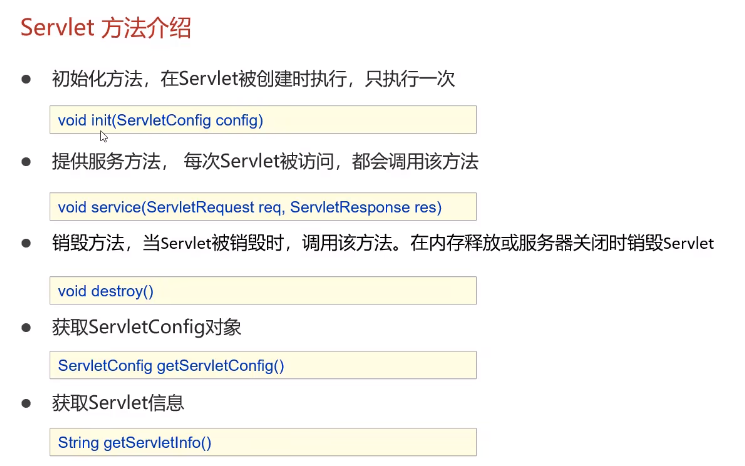 Servlet 方法介绍
● 初始化方法，在Servlet被创建时执行，只执行一次
void init(ServletConfig config)
● 提供服务方法， 每次Servlet被访问，都会调用该方法
void service(ServletRequest req, ServletResponse res)
● 销毁方法，当Servlet被销毁时，调用该方法。在内存释放或服务器关闭时销毁Servlet
void destroy()
● 获取ServletConfig对象
ServletConfig getServletConfig()
● 获取Servlet信息
String getServletInfo()